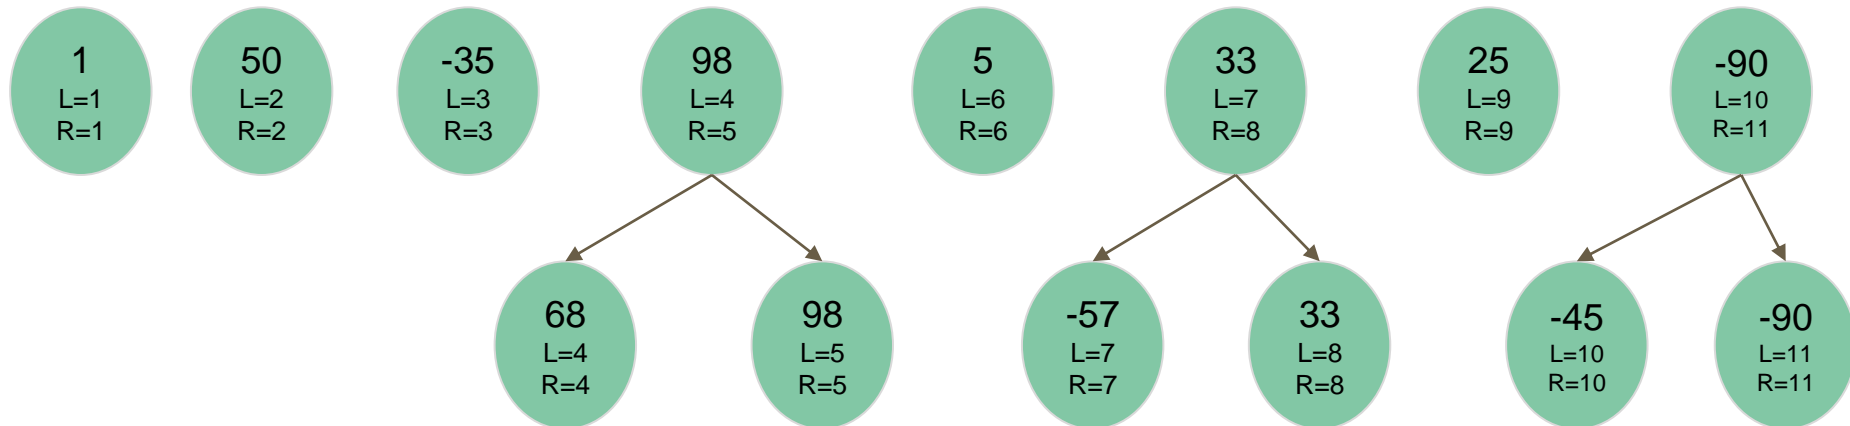 1
L=1
R=1
50
L=2
R=2
-35
L=3
R=3
98
L=4
R=5
5
L=6
R=6
33
L=7
R=8
25
L=9
R=9
-90
L=10
R=11
68
L=4
R=4
98
L=5
R=5
-57
L=7
R=7
33
L=8
R=8
-45
L=10
R=10
-90
L=11
R=11